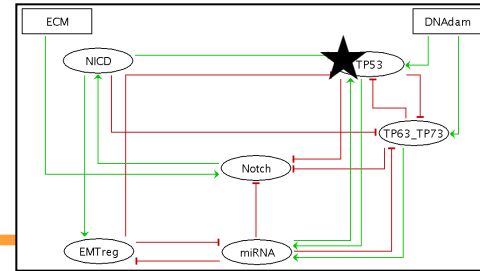 ECM
DNAdam
NICD
TP53
TP63_TP73
Notch
EMTreg
miRNA